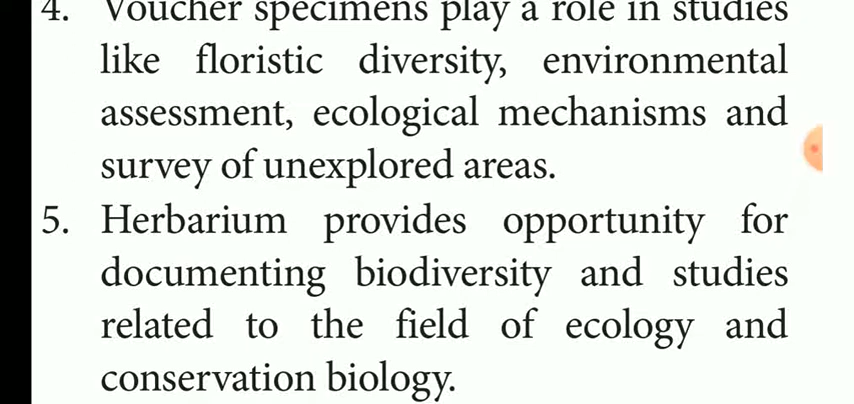 4. Voucher specimens play a role in studies
like floristic diversity, environmental
assessment, ecological mechanisms and
survey of unexplored areas.
5. Herbarium provides opportunity for
documenting biodiversity and studies
related to the field of ecology and
conservation biology.